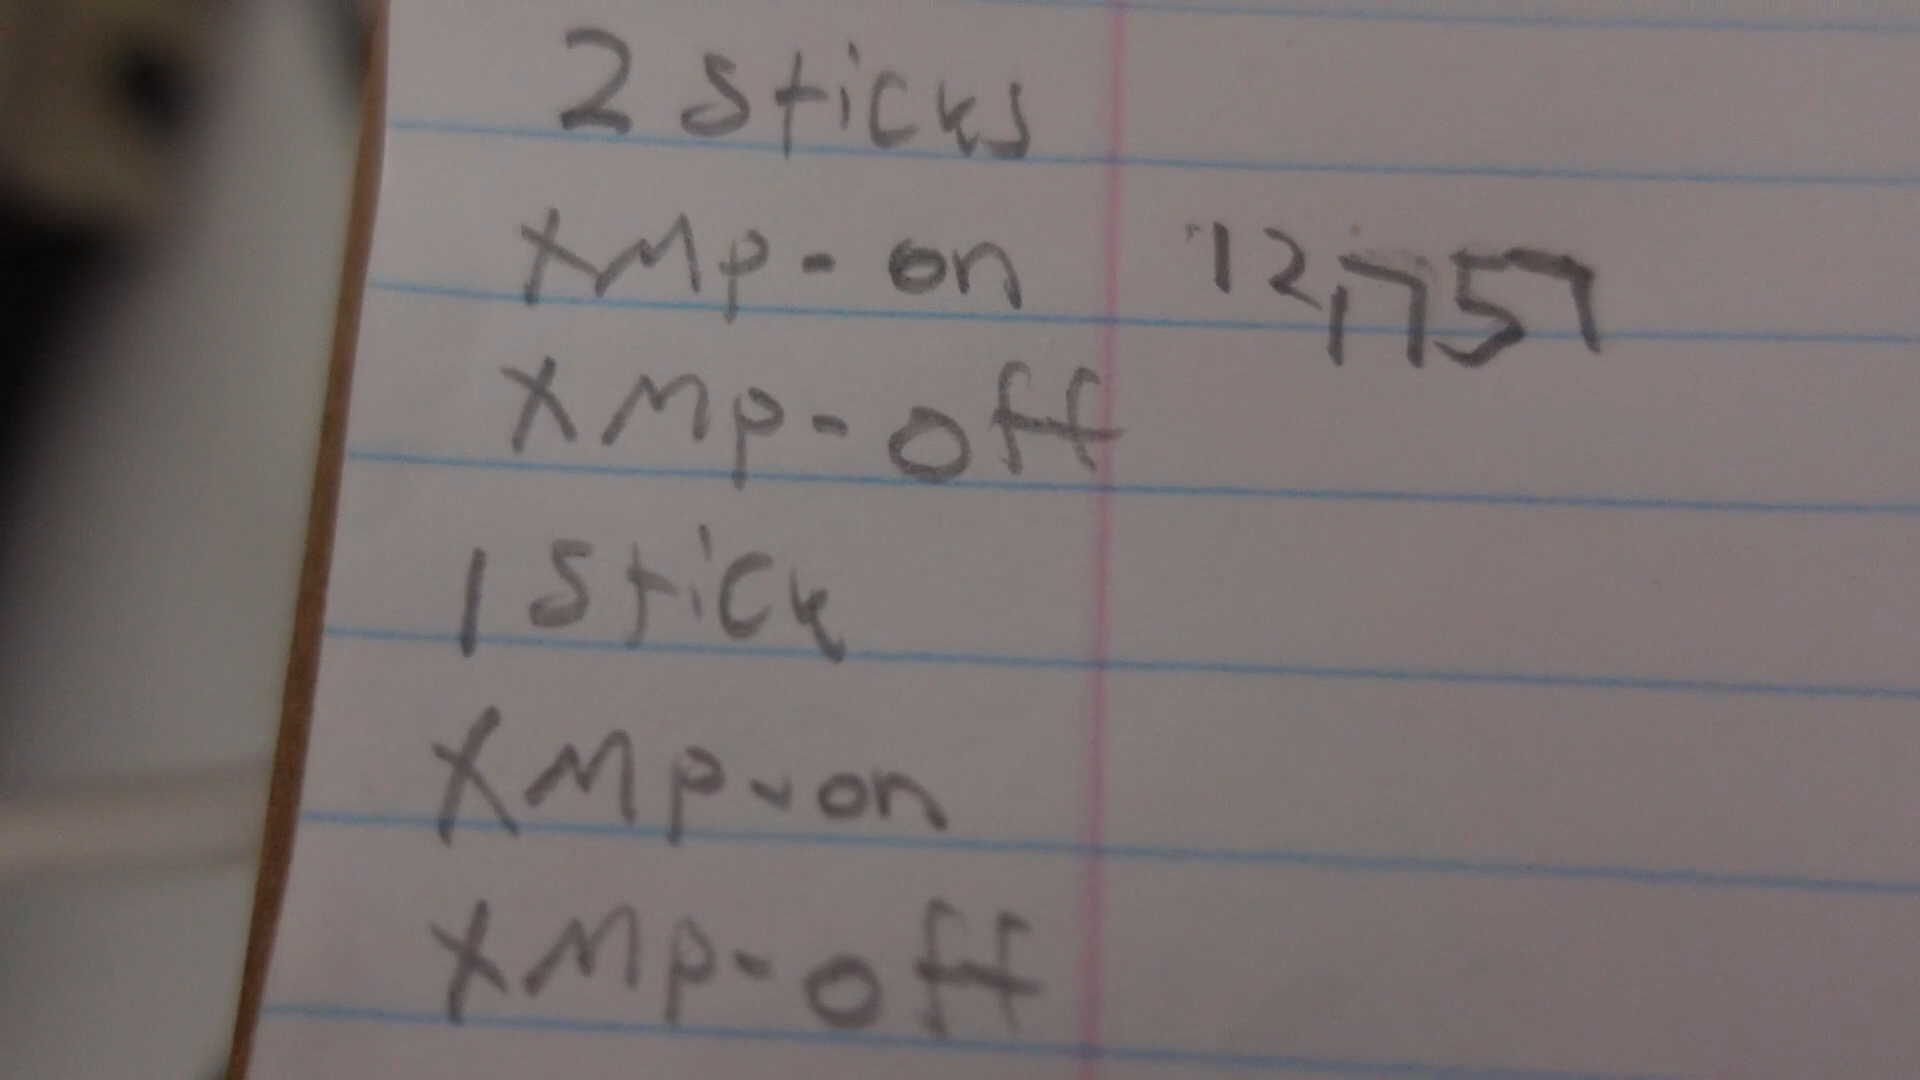 2 sticks
XMP-on 12,757
XMP-off
1 stick
XMP-on
XMP-off